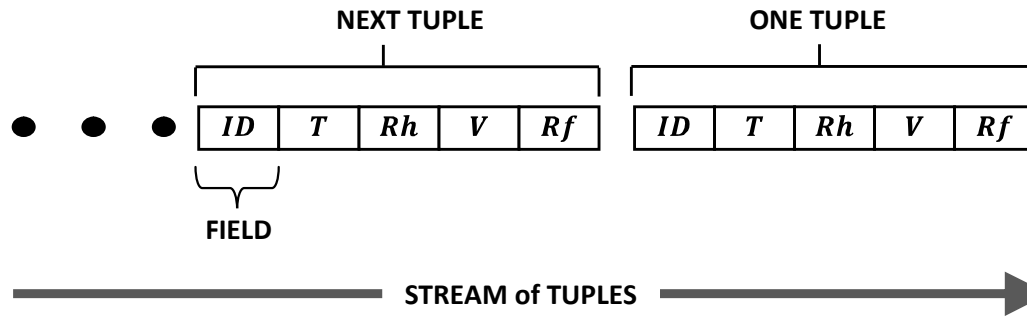 NEXT TUPLE ONE TUPLE
ID T Rh V Rf ID T Rh V Rf
FIELD
STREAM of TUPLES